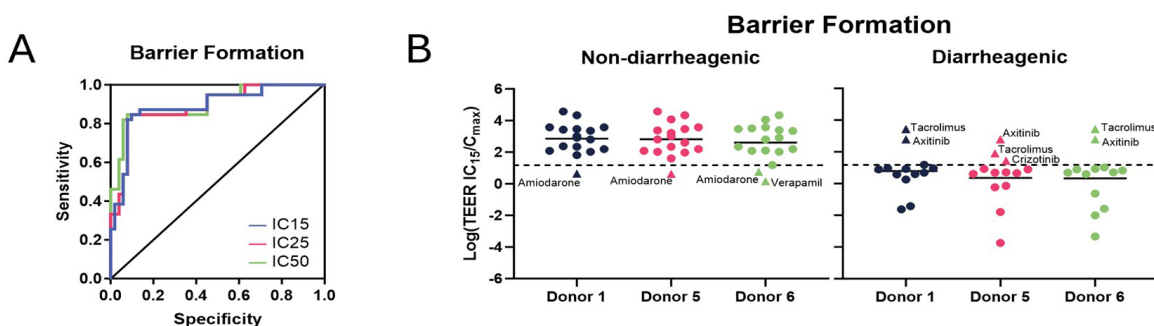 A
Barrier Formation
Sensitivity
1.0
0.8
0.6
0.4
0.2
0.0
IC15
IC25
IC50
0.0 0.2 0.4 0.6 0.8 1.0
Specificity
B
Barrier Formation
Non-diarrheagenic
Diarrheagenic
Log(TEER IC15/Cmax)
6
4
2
0
-2
-4
-6
Amiodarone
Amiodarone
Amiodarone
Verapamil
Tacrolimus
Axitinib
Axitinib
Tacrolimus
Crizotinib
Tacrolimus
Axitinib
Donor 1 Donor 5 Donor 6
Donor 1 Donor 5 Donor 6